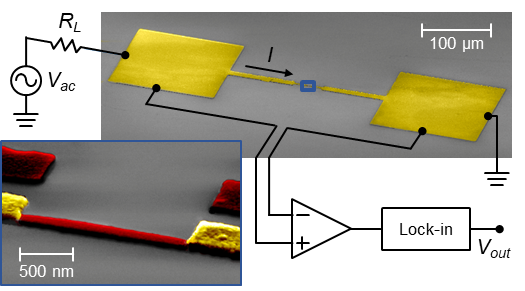 R_L
I
100 µm
V_ac
500 nm
−
+
Lock-in
V_out